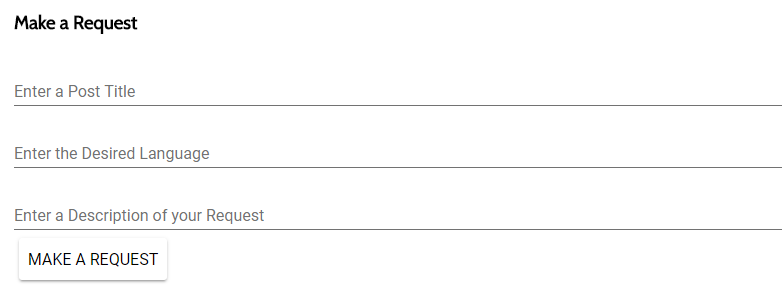 Make a Request
Enter a Post Title
Enter the Desired Language
Enter a Description of your Request
MAKE A REQUEST